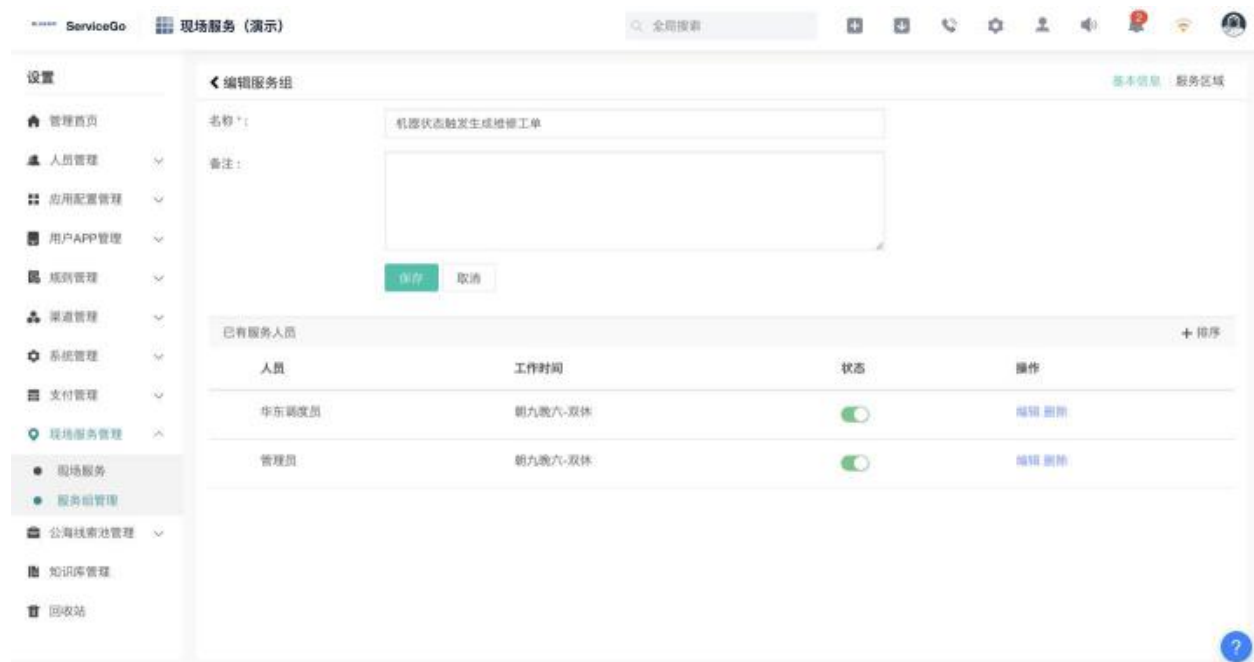 ServiceGo
现场服务（演示）
全局搜索
2
设置
编辑服务组
基本信息
服务区域
管理首页
人员管理
应用配置管理
用户APP管理
规则管理
渠道管理
系统管理
支付管理
现场服务管理
现场服务
服务组管理
公海线索池管理
知识库管理
回收站
名称*：
机器状态触发生成维修工单
备注：
保存
取消
已有服务人员
+ 排序
人员 工作时间 状态 操作
华东调度员 朝九晚六-双休 编辑 删除
管理员 朝九晚六-双休 编辑 删除
?